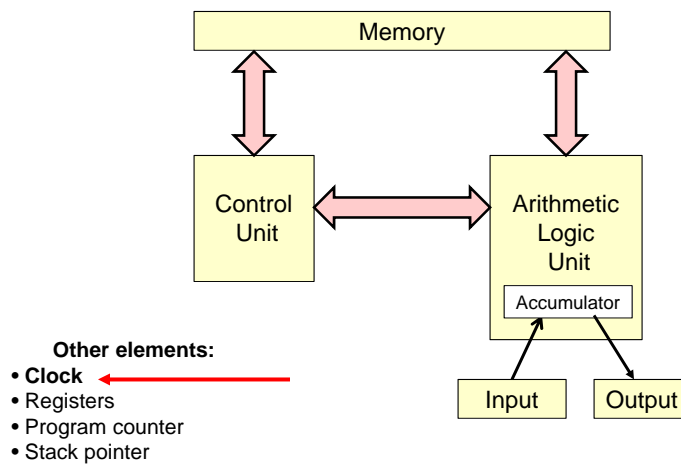 Memory
Control
Unit
Arithmetic
Logic
Unit
Accumulator
Input
Output
Other elements:
• Clock
• Registers
• Program counter
• Stack pointer